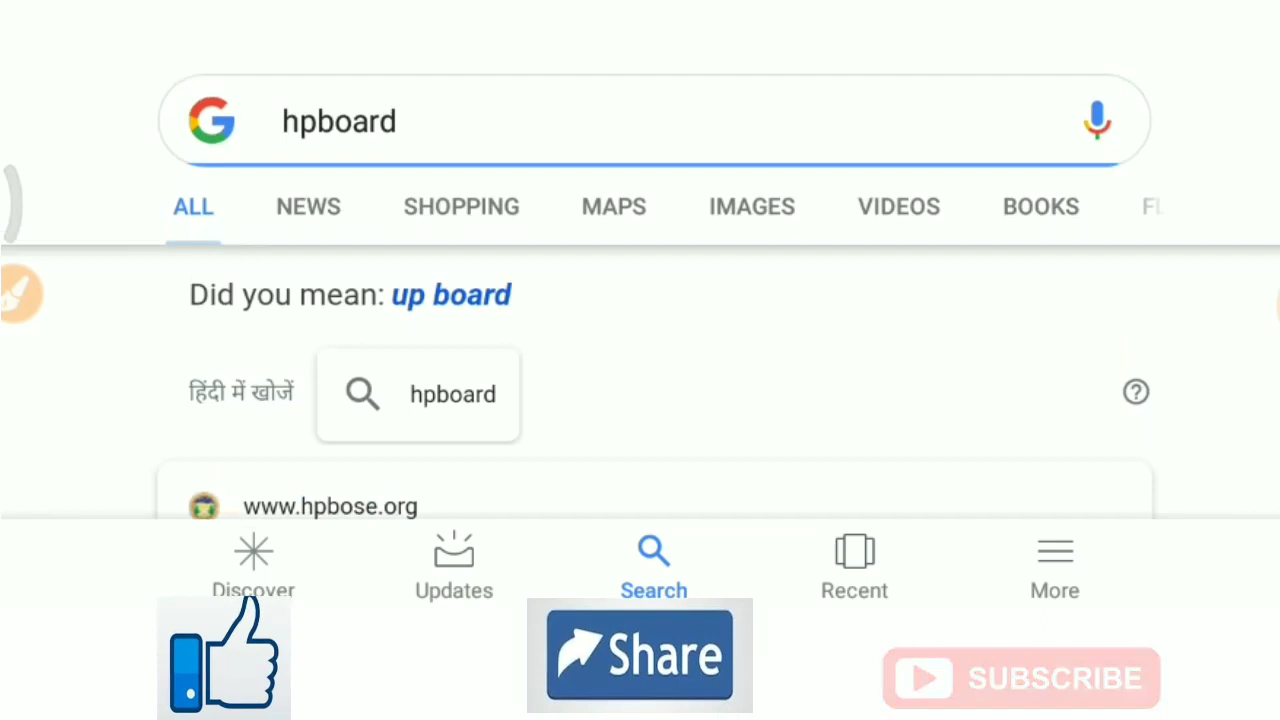 hpboard
ALL NEWS SHOPPING MAPS IMAGES VIDEOS BOOKS
Did you mean: up board
हिंदी में खोजें hpboard
www.hpbose.org
Discover Updates Search Recent More
Share SUBSCRIBE